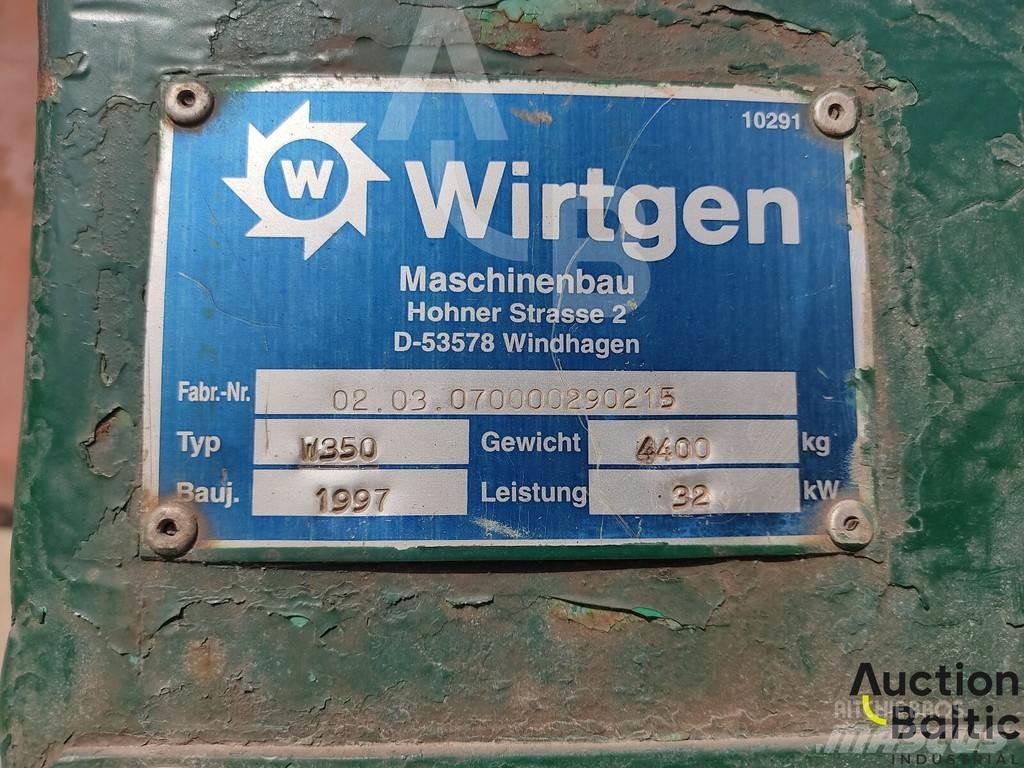 10291
W Wirtgen
Maschinenbau
Hohner Strasse 2
D-53578 Windhagen
Fabr.-Nr. 02.03.070000290215
Typ W350 Gewicht 4400 kg
Bauj. 1997 Leistung 32 kW
A
B
Auction
Baltic
INDUSTRIAL